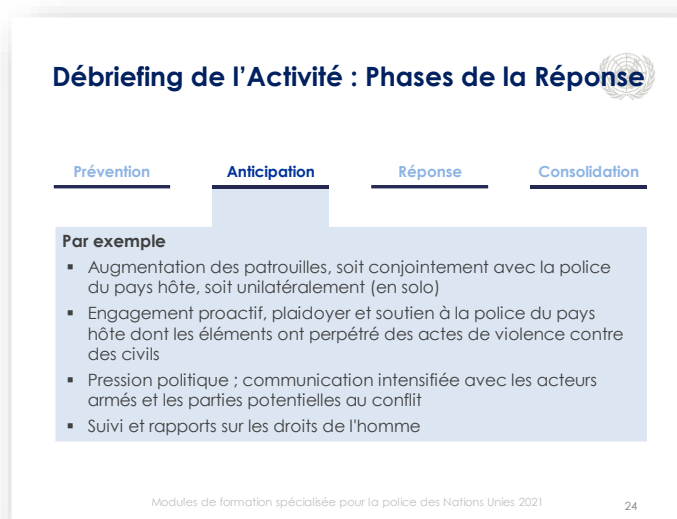 Débriefing de l’Activité : Phases de la Réponse
Prévention
Anticipation
Réponse
Consolidation
Par exemple
▪ Augmentation des patrouilles, soit conjointement avec la police
du pays hôte, soit unilatéralement (en solo)
▪ Engagement proactif, plaidoyer et soutien à la police du pays
hôte dont les éléments ont perpétré des actes de violence contre
des civils
▪ Pression politique ; communication intensifiée avec les acteurs
armés et les parties potentielles au conflit
▪ Suivi et rapports sur les droits de l'homme
Modules de formation spécialisée pour la police des Nations Unies 2021
24